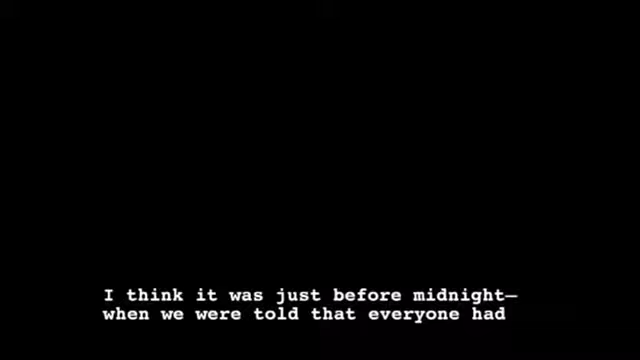 I think it was just before midnight—
when we were told that everyone had